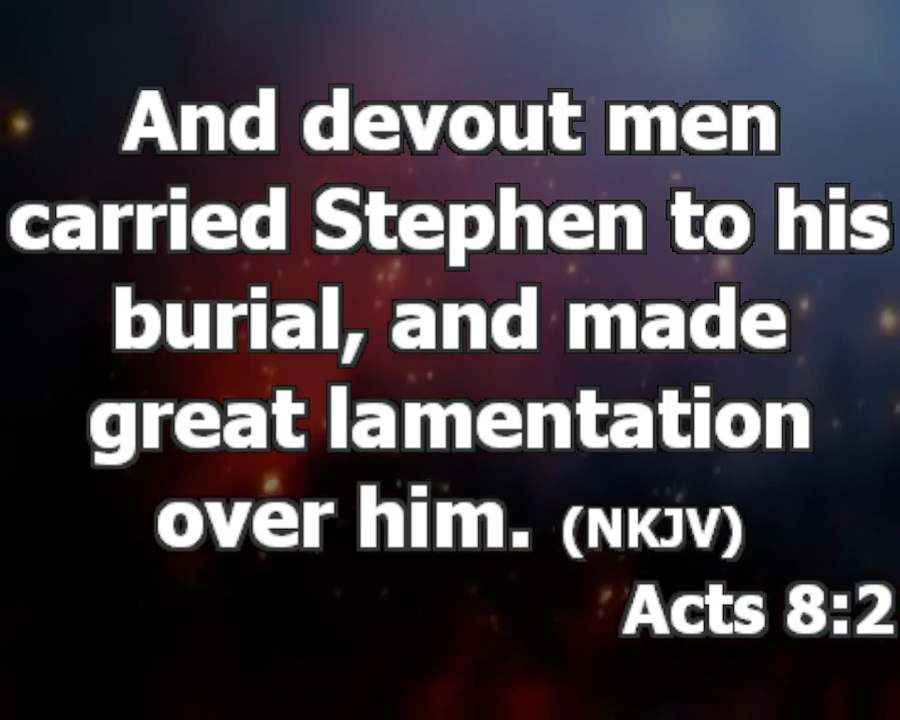 And devout men
carried Stephen to his
burial, and made
great lamentation
over him. (NKJV)
Acts 8:2